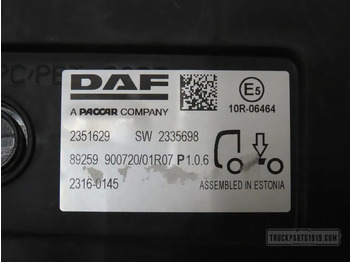 DAF
A PACCAR COMPANY
E5
10R-06464
2351629 SW 2335698
89259 900720/01R07 P1.0.6
2316-0145
ASSEMBLED IN ESTONIA
TRUCKPARTS1919.COM